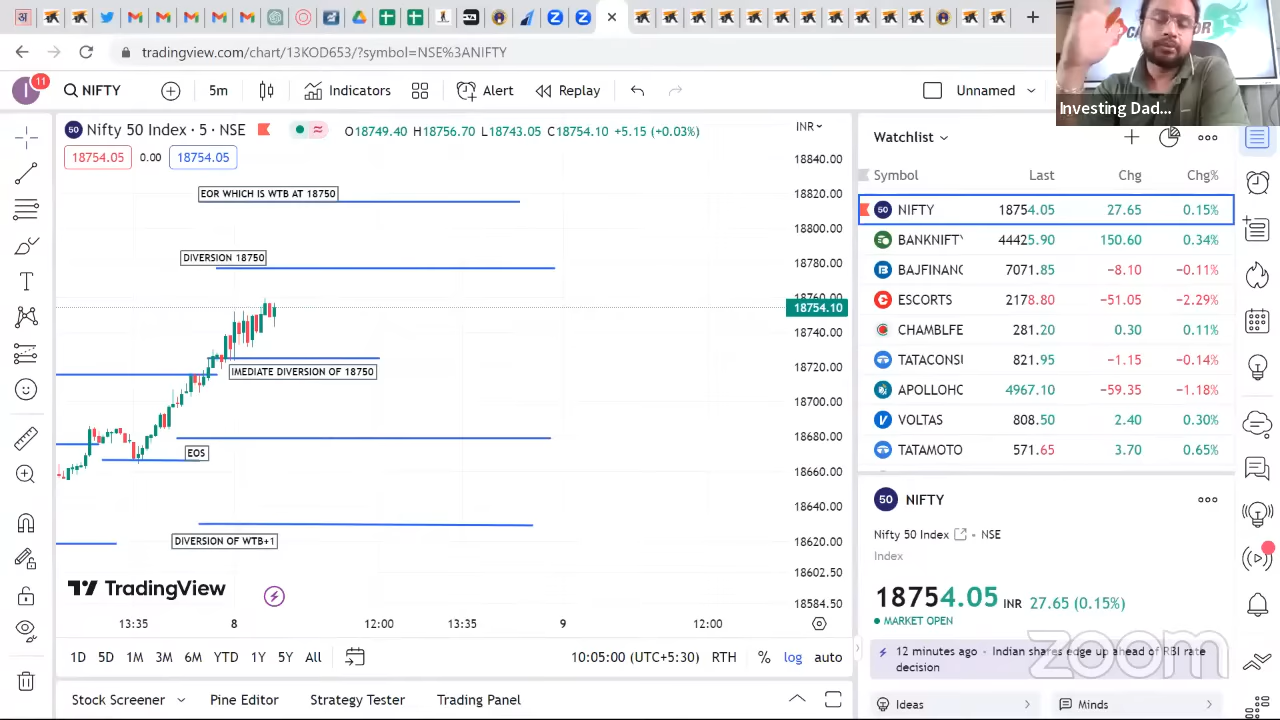 tradingview.com/chart/13KOD653/?symbol=NSE%3ANIFTY
Investing Dad...
11
I
NIFTY
5m
Indicators
Alert
Replay
Unnamed
Nifty 50 Index · 5 · NSE
O18749.40 H18756.70 L18743.05 C18754.10 +5.15 (+0.03%)
18754.05 0.00 18754.05
INR
18840.00
18820.00
18800.00
18780.00
18760.00
18754.10
18740.00
18720.00
18700.00
18680.00
18660.00
18640.00
18620.00
18602.50
18584.50
EOR WHICH IS WTB AT 18750
DIVERSION 18750
IMEDIATE DIVERSION OF 18750
EOS
DIVERSION OF WTB+1
TradingView
13:35 8 12:00 13:35 9 12:00
1D 5D 1M 3M 6M YTD 1Y 5Y All
10:05:00 (UTC+5:30) RTH % log auto
Stock Screener Pine Editor Strategy Tester Trading Panel
Watchlist
Symbol Last Chg Chg%
50 NIFTY 18754.05 27.65 0.15%
BANKNIFTY 44425.90 150.60 0.34%
BAJFINANC 7071.85 −8.10 −0.11%
ESCORTS 2178.80 −51.05 −2.29%
CHAMBLFE 281.20 0.30 0.11%
TATACONSU 821.95 −1.15 −0.14%
APOLLOHO 4967.10 −59.35 −1.18%
VOLTAS 808.50 2.40 0.30%
TATAMOTO 571.65 3.70 0.65%
50 NIFTY
Nifty 50 Index · NSE
Index
18754.05 INR 27.65 (0.15%)
MARKET OPEN
12 minutes ago · Indian shares edge up ahead of RBI rate
decision
zoom
Ideas
Minds